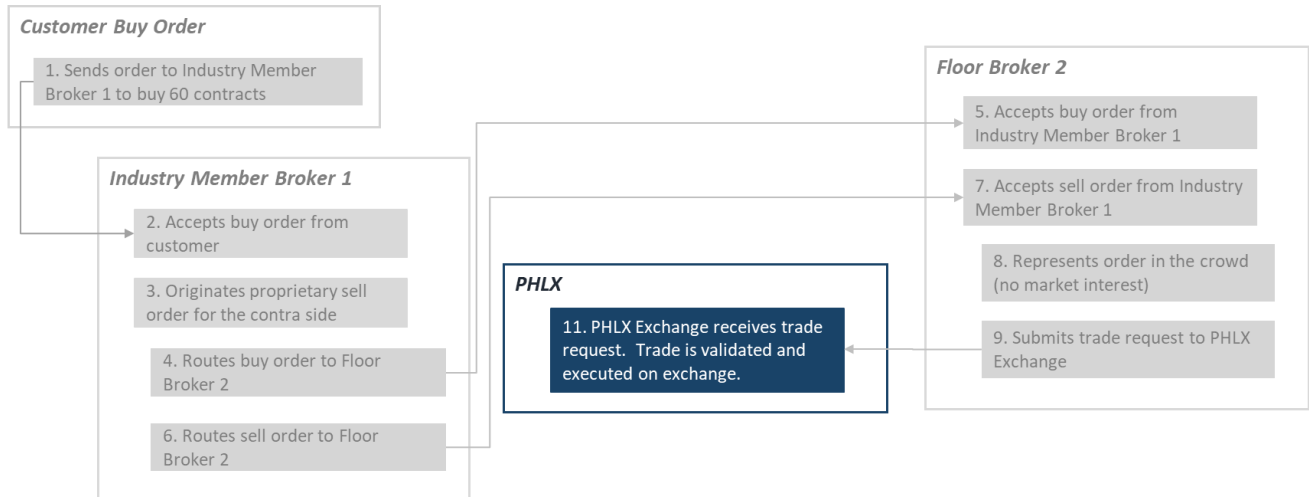 Customer Buy Order
1. Sends order to Industry Member
Broker 1 to buy 60 contracts
Industry Member Broker 1
2. Accepts buy order from
customer
3. Originates proprietary sell
order for the contra side
4. Routes buy order to Floor
Broker 2
6. Routes sell order to Floor
Broker 2
PHLX
11. PHLX Exchange receives trade
request.  Trade is validated and
executed on exchange.
Floor Broker 2
5. Accepts buy order from
Industry Member Broker 1
7. Accepts sell order from Industry
Member Broker 1
8. Represents order in the crowd
(no market interest)
9. Submits trade request to PHLX
Exchange